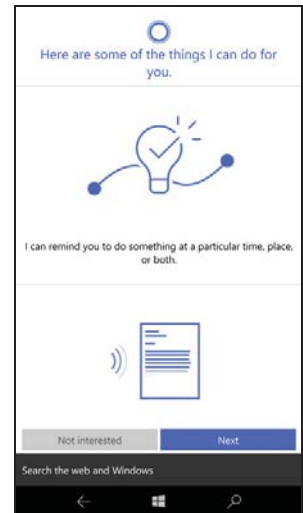 Here are some of the things I can do for
you.
I can remind you to do something at a particular time, place,
or both.
Not interested
Next
Search the web and Windows